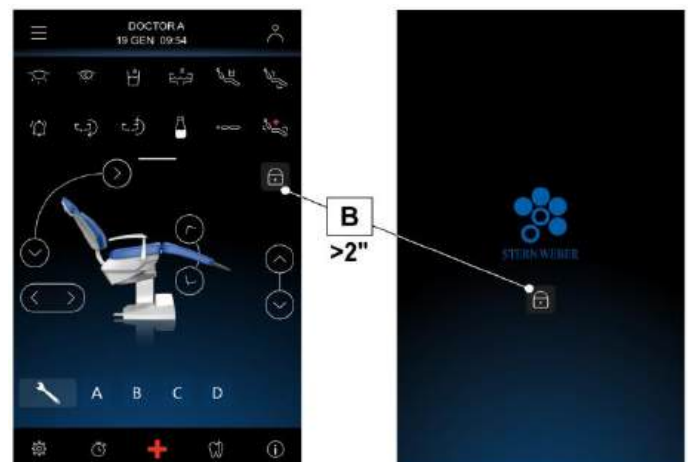 DOCTOR A
19 GEN 09:54
B
>2"
STERN WEBER
A B C D